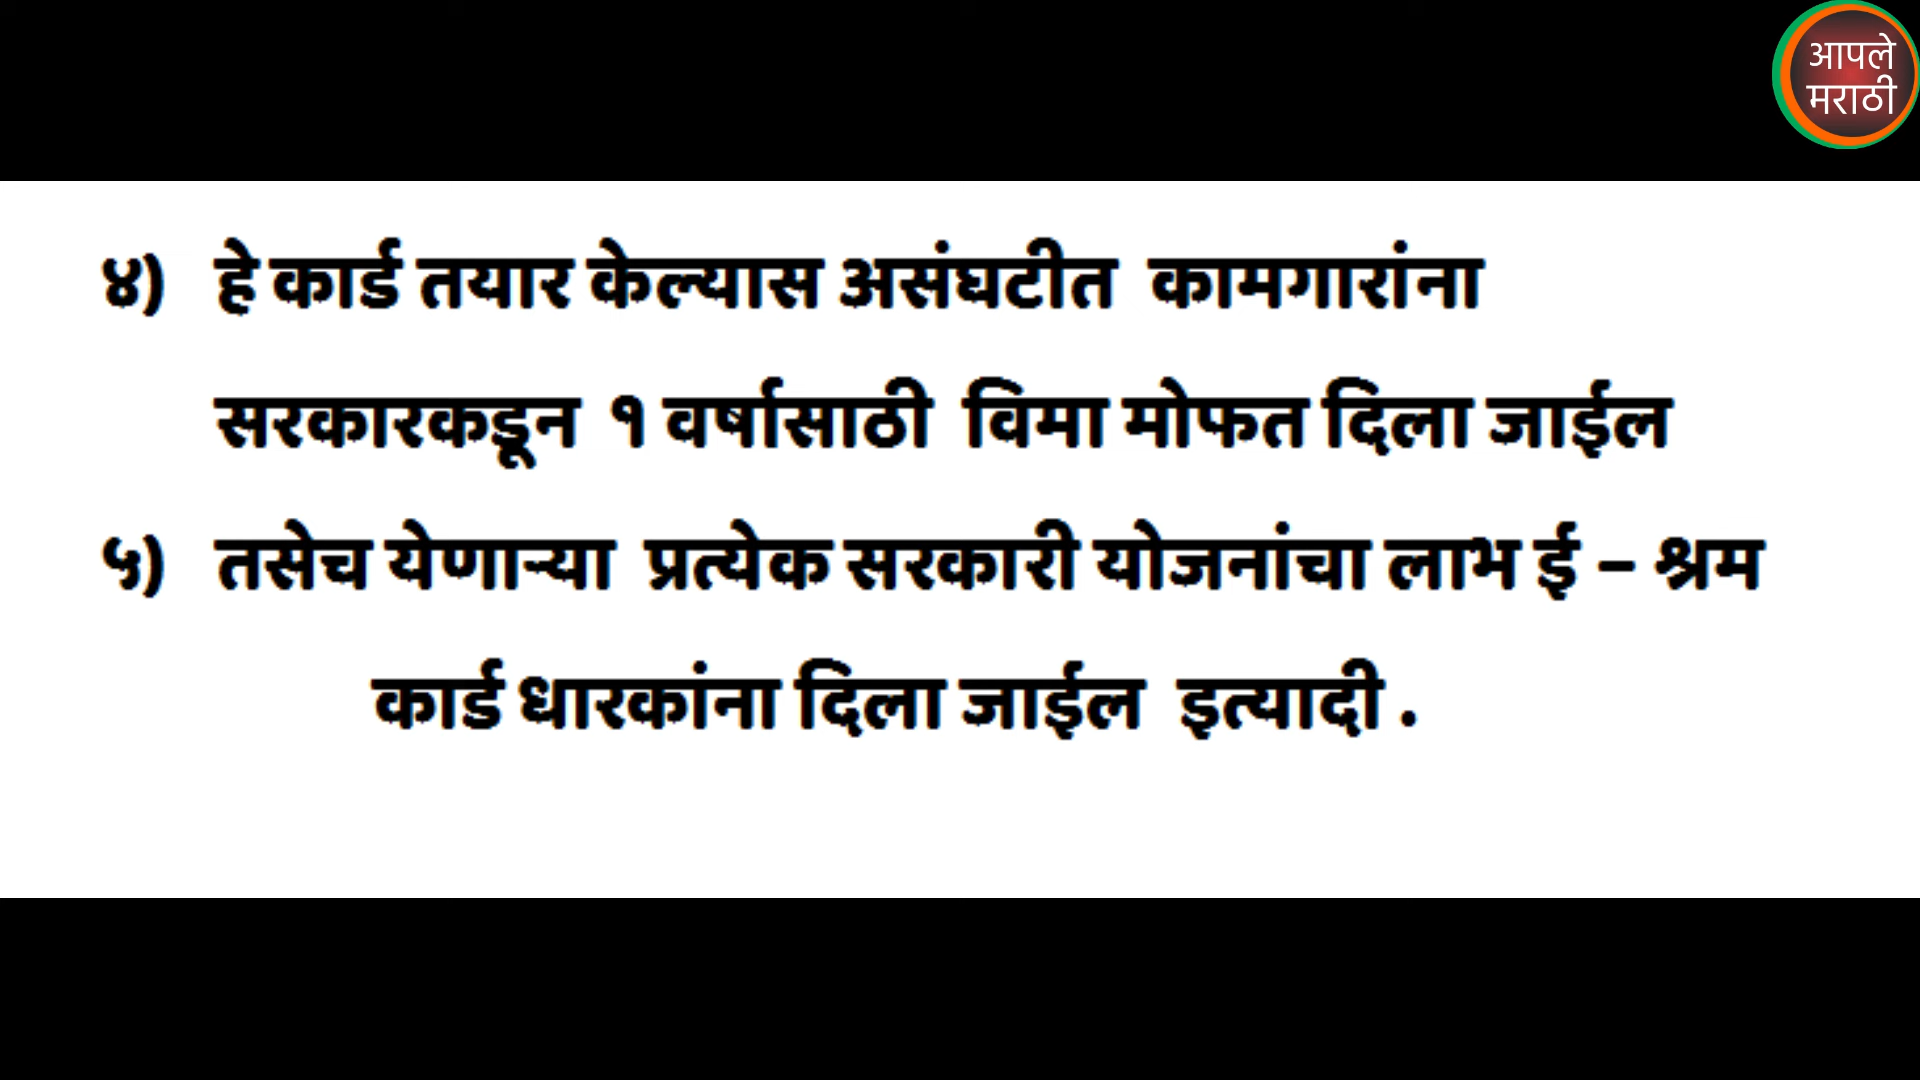 आपले
मराठी
४) हे कार्ड तयार केल्यास असंघटीत कामगारांना
सरकारकडून १ वर्षासाठी विमा मोफत दिला जाईल
५) तसेच येणाऱ्या प्रत्येक सरकारी योजनांचा लाभ ई – श्रम
कार्ड धारकांना दिला जाईल इत्यादी .